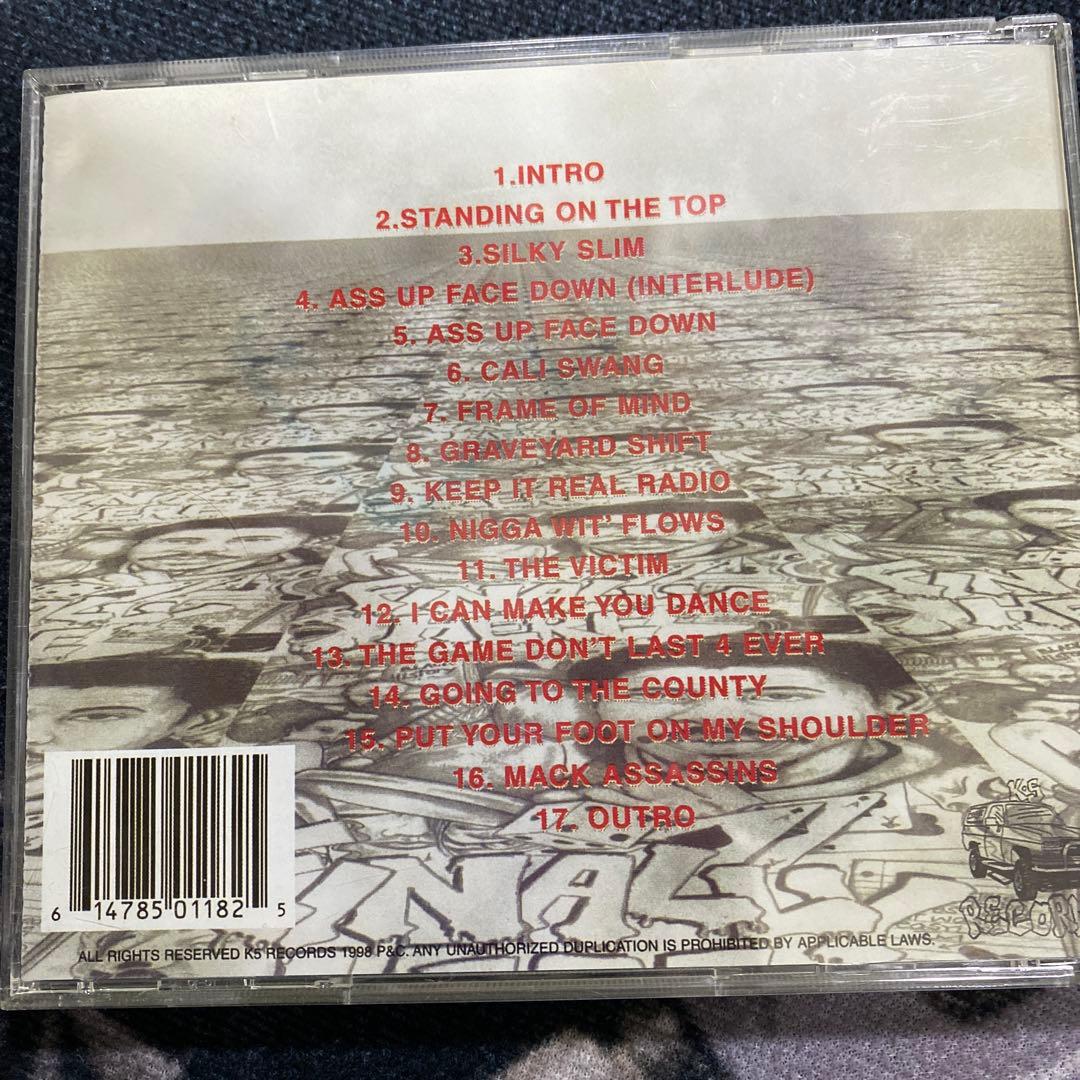 1.INTRO
2.STANDING ON THE TOP
3.SILKY SLIM
4. ASS UP FACE DOWN (INTERLUDE)
5. ASS UP FACE DOWN
6. CALI SWANG
7. FRAME OF MIND
8. GRAVEYARD SHIFT
9. KEEP IT REAL RADIO
10. NIGGA WIT' FLOWS
11. THE VICTIM
12. I CAN MAKE YOU DANCE
13. THE GAME DON'T LAST 4 EVER
14. GOING TO THE COUNTY
15. PUT YOUR FOOT ON MY SHOULDER
16. MACK ASSASSINS
17. OUTRO
6 14785 01182 5
ALL RIGHTS RESERVED K5 RECORDS 1998 P&C. ANY UNAUTHORIZED DUPLICATION IS PROHIBITED BY APPLICABLE LAWS.